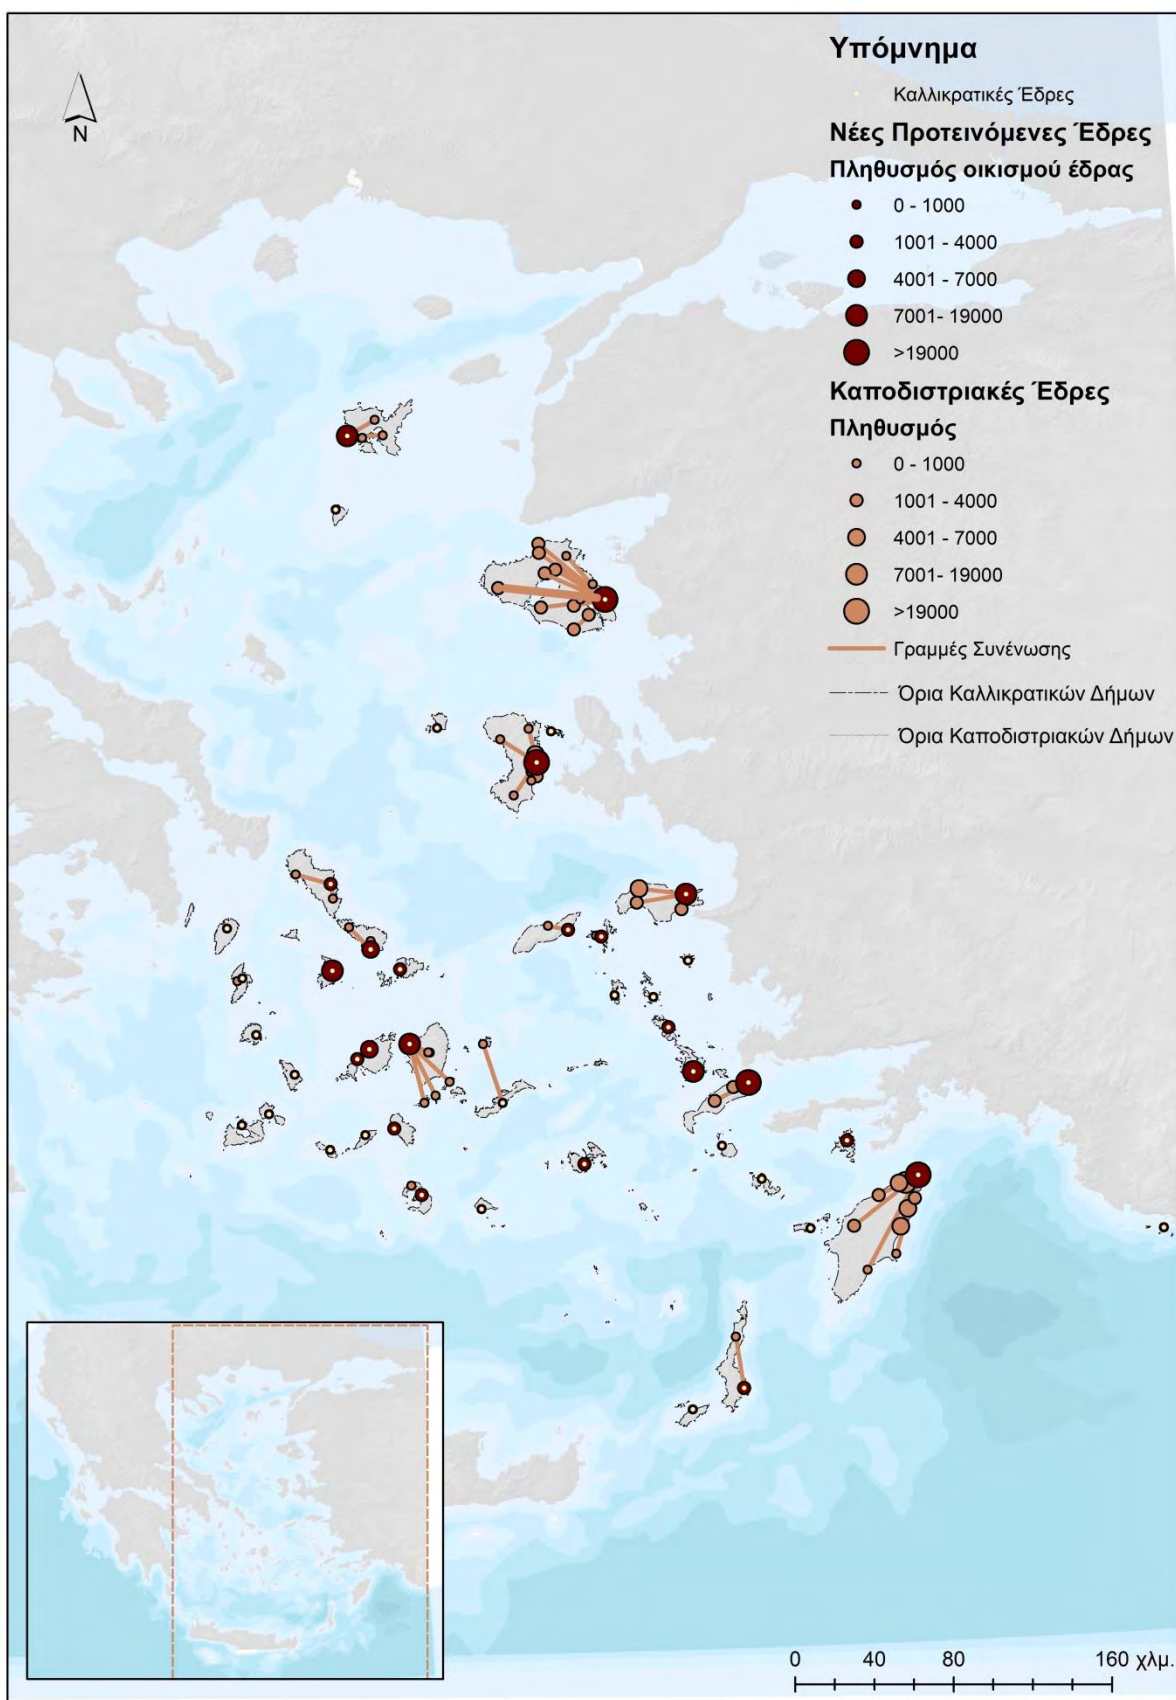 Υπόμνημα
Καλλικρατικές Έδρες
Νέες Προτεινόμενες Έδρες
Πληθυσμός οικισμού έδρας
0 - 1000
1001 - 4000
4001 - 7000
7001- 19000
>19000
Καποδιστριακές Έδρες
Πληθυσμός
0 - 1000
1001 - 4000
4001 - 7000
7001- 19000
>19000
Γραμμές Συνένωσης
Όρια Καλλικρατικών Δήμων
Όρια Καποδιστριακών Δήμων
N
0 40 80 160 χλμ.